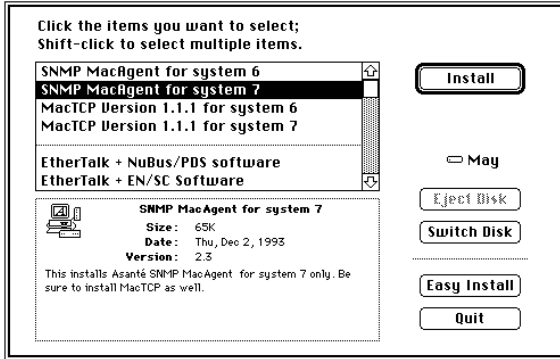 Click the items you want to select;
Shift-click to select multiple items.
SNMP MacAgent for system 6
SNMP MacAgent for system 7
MacTCP Version 1.1.1 for system 6
MacTCP Version 1.1.1 for system 7
EtherTalk + NuBus/PDS software
EtherTalk + EN/SC Software
SNMP MacAgent for system 7
Size: 65K
Date: Thu, Dec 2, 1993
Version: 2.3
This installs Asanté SNMP MacAgent for system 7 only. Be
sure to install MacTCP as well.
Install
May
Eject Disk
Switch Disk
Easy Install
Quit